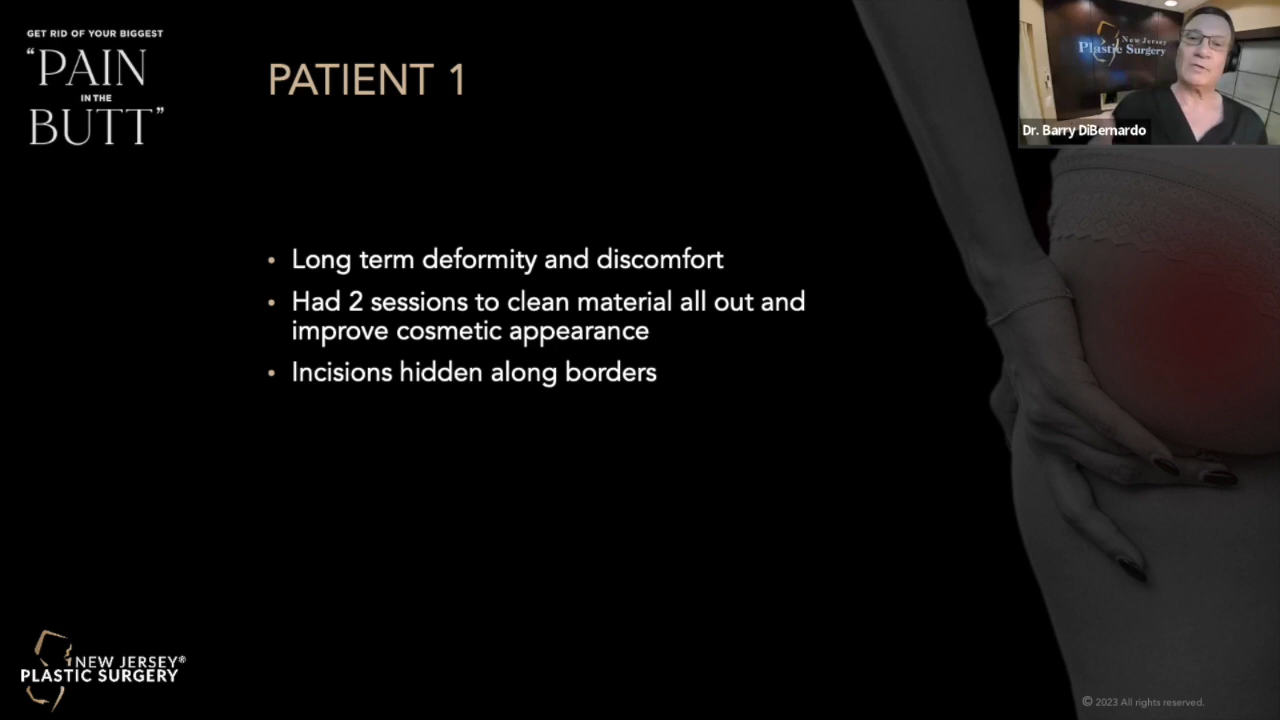 GET RID OF YOUR BIGGEST
“PAIN
IN THE
BUTT”
PATIENT 1
New Jersey
Plastic Surgery
Dr. Barry DiBernardo
• Long term deformity and discomfort
• Had 2 sessions to clean material all out and
improve cosmetic appearance
• Incisions hidden along borders
NEW JERSEY®
PLASTIC SURGERY
© 2023 All rights reserved.